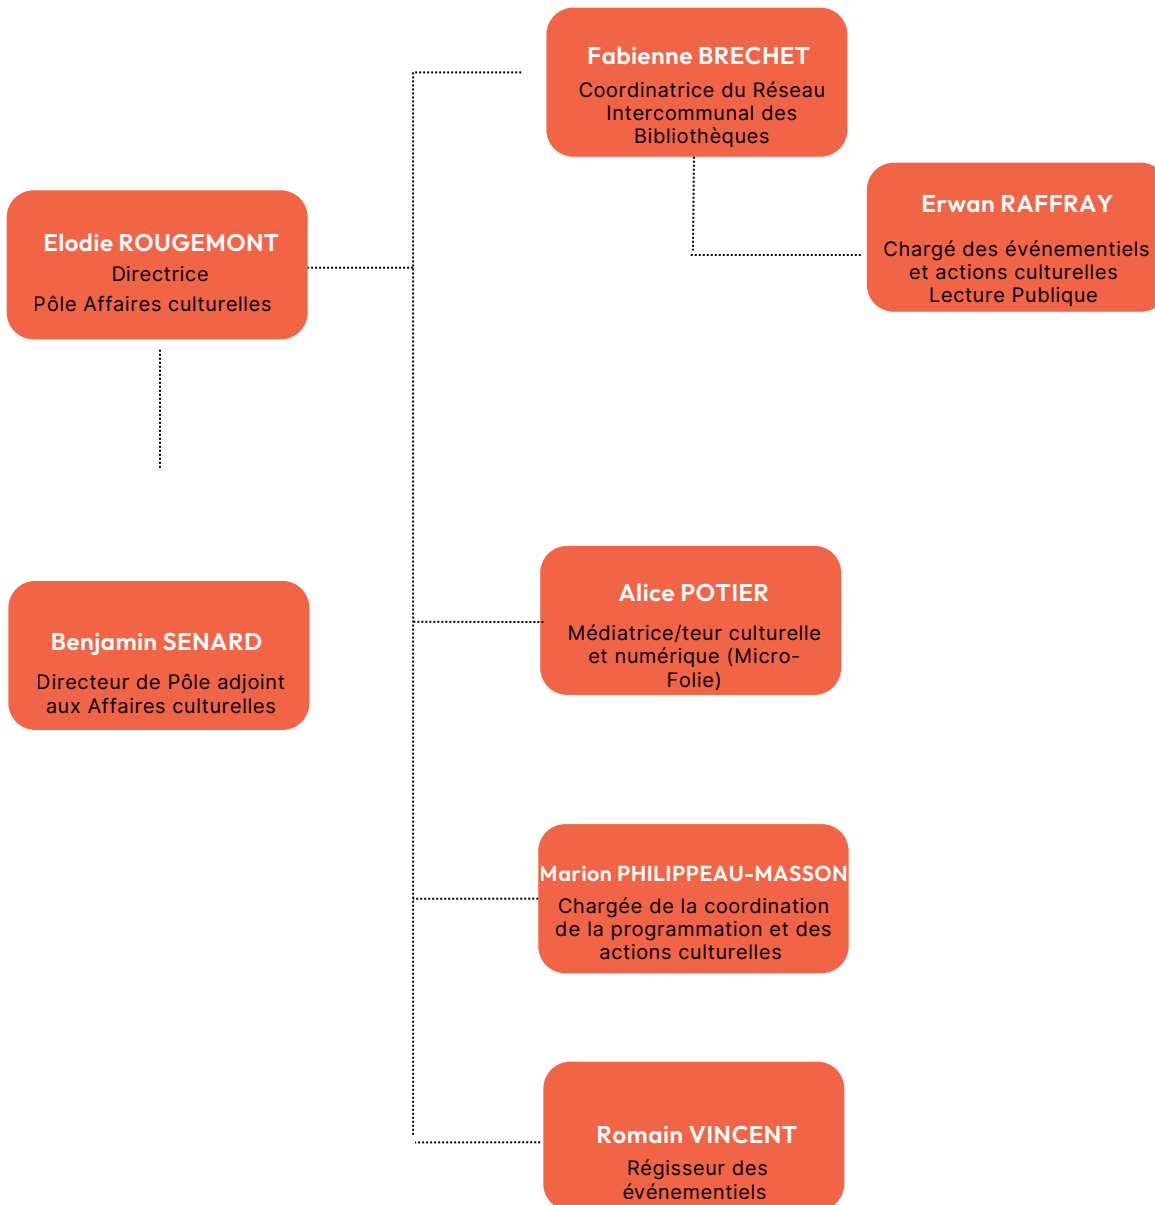 Fabienne BRECHET
Coordinatrice du Réseau
Intercommunal des
Bibliothèques
Erwan RAFFRAY
Chargé des événementiels
et actions culturelles
Lecture Publique
Elodie ROUGEMONT
Directrice
Pôle Affaires culturelles
Alice POTIER
Médiatrice/teur culturelle
et numérique (Micro-
Folie)
Benjamin SENARD
Directeur de Pôle adjoint
aux Affaires culturelles
Marion PHILIPPEAU-MASSON
Chargée de la coordination
de la programmation et des
actions culturelles
Romain VINCENT
Régisseur des
événementiels